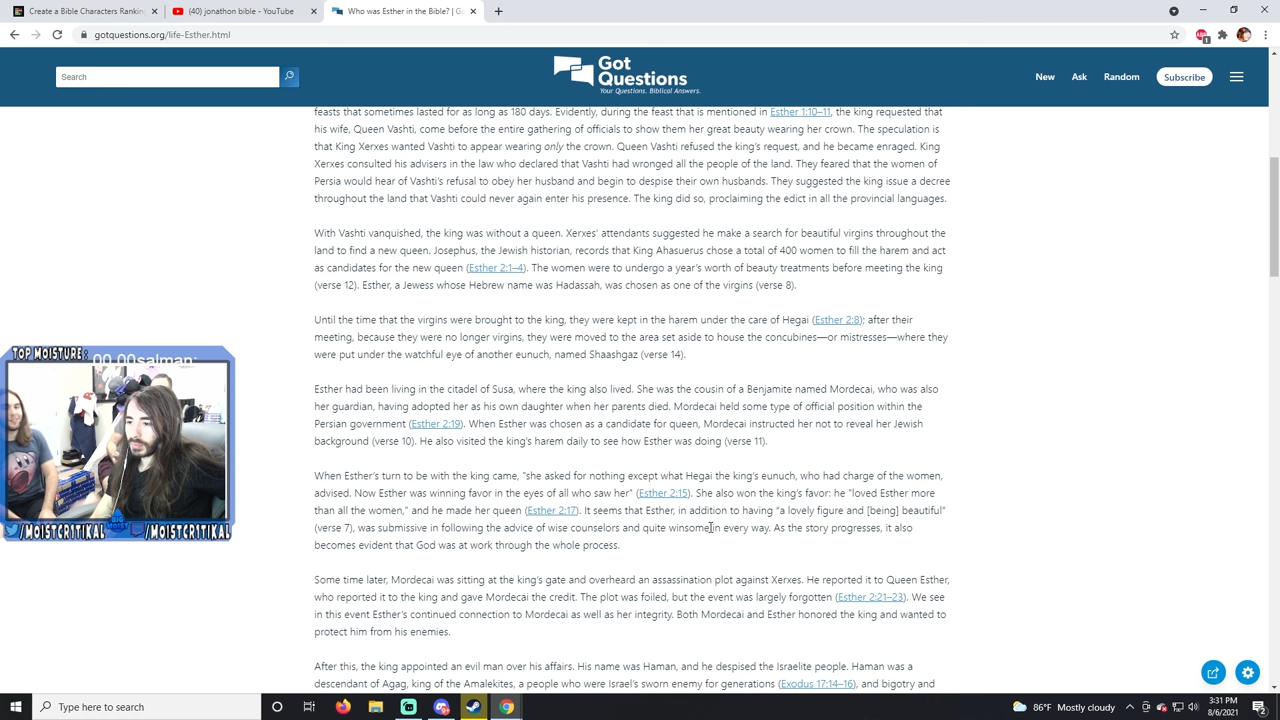 Create a Bible Characters Rankin
(40) jonathon bible - YouTube
Who was Esther in the Bible? | G
gotquestions.org/life-Esther.html
1
Search
Got Questions
Your Questions. Biblical Answers.
New
Ask
Random
Subscribe
feasts that sometimes lasted for as long as 180 days. Evidently, during the feast that is mentioned in Esther 1:10–11, the king requested that
his wife, Queen Vashti, come before the entire gathering of officials to show them her great beauty wearing her crown. The speculation is
that King Xerxes wanted Vashti to appear wearing only the crown. Queen Vashti refused the king's request, and he became enraged. King
Xerxes consulted his advisers in the law who declared that Vashti had wronged all the people of the land. They feared that the women of
Persia would hear of Vashti's refusal to obey her husband and begin to despise their own husbands. They suggested the king issue a decree
throughout the land that Vashti could never again enter his presence. The king did so, proclaiming the edict in all the provincial languages.
With Vashti vanquished, the king was without a queen. Xerxes' attendants suggested he make a search for beautiful virgins throughout the
land to find a new queen. Josephus, the Jewish historian, records that King Ahasuerus chose a total of 400 women to fill the harem and act
as candidates for the new queen (Esther 2:1–4). The women were to undergo a year's worth of beauty treatments before meeting the king
(verse 12). Esther, a Jewess whose Hebrew name was Hadassah, was chosen as one of the virgins (verse 8).
Until the time that the virgins were brought to the king, they were kept in the harem under the care of Hegai (Esther 2:8); after their
meeting, because they were no longer virgins, they were moved to the area set aside to house the concubines—or mistresses—where they
were put under the watchful eye of another eunuch, named Shaashgaz (verse 14).
TOP MOISTURE: 00.00salman:
Esther had been living in the citadel of Susa, where the king also lived. She was the cousin of a Benjamite named Mordecai, who was also
her guardian, having adopted her as his own daughter when her parents died. Mordecai held some type of official position within the
Persian government (Esther 2:19). When Esther was chosen as a candidate for queen, Mordecai instructed her not to reveal her Jewish
background (verse 10). He also visited the king's harem daily to see how Esther was doing (verse 11).
When Esther's turn to be with the king came, "she asked for nothing except what Hegai the king's eunuch, who had charge of the women,
advised. Now Esther was winning favor in the eyes of all who saw her" (Esther 2:15). She also won the king's favor: he "loved Esther more
than all the women," and he made her queen (Esther 2:17). It seems that Esther, in addition to having "a lovely figure and [being] beautiful"
(verse 7), was submissive in following the advice of wise counselors and quite winsome in every way. As the story progresses, it also
becomes evident that God was at work through the whole process.
/MOISTCR1TIKAL
BIG MOIST
/MOISTCR1TIKAL
Some time later, Mordecai was sitting at the king's gate and overheard an assassination plot against Xerxes. He reported it to Queen Esther,
who reported it to the king and gave Mordecai the credit. The plot was foiled, but the event was largely forgotten (Esther 2:21–23). We see
in this event Esther's continued connection to Mordecai as well as her integrity. Both Mordecai and Esther honored the king and wanted to
protect him from his enemies.
After this, the king appointed an evil man over his affairs. His name was Haman, and he despised the Israelite people. Haman was a
descendant of Agag, king of the Amalekites, a people who were Israel's sworn enemy for generations (Exodus 17:14–16), and bigotry and
Type here to search
86°F Mostly cloudy
3:31 PM
8/6/2021
2